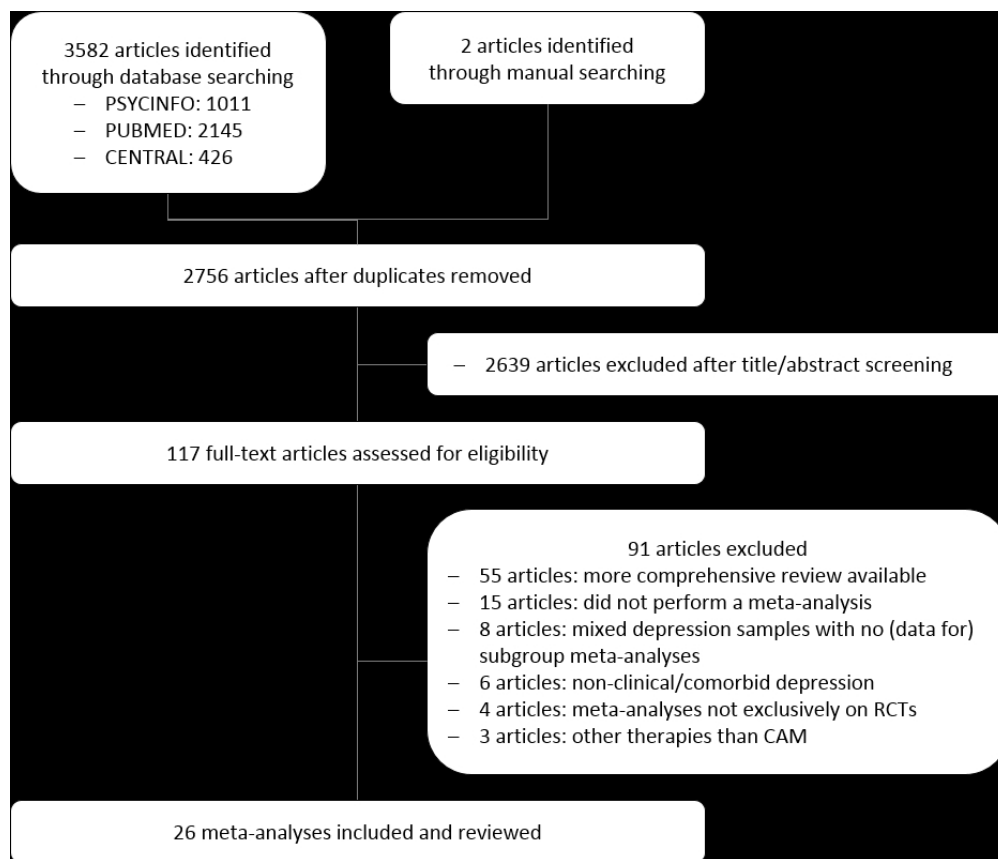 3582 articles identified
through database searching
– PSYCINFO: 1011
– PUBMED: 2145
– CENTRAL: 426
2 articles identified
through manual searching
2756 articles after duplicates removed
– 2639 articles excluded after title/abstract screening
117 full-text articles assessed for eligibility
91 articles excluded
– 55 articles: more comprehensive review available
– 15 articles: did not perform a meta-analysis
– 8 articles: mixed depression samples with no (data for)
subgroup meta-analyses
– 6 articles: non-clinical/comorbid depression
– 4 articles: meta-analyses not exclusively on RCTs
– 3 articles: other therapies than CAM
26 meta-analyses included and reviewed